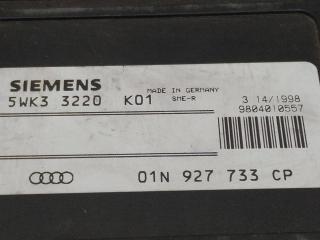 SIEMENS
5WK3 3220 K01
MADE IN GERMANY
SME-R
3 14/1998
9804010557
01N 927 733 CP